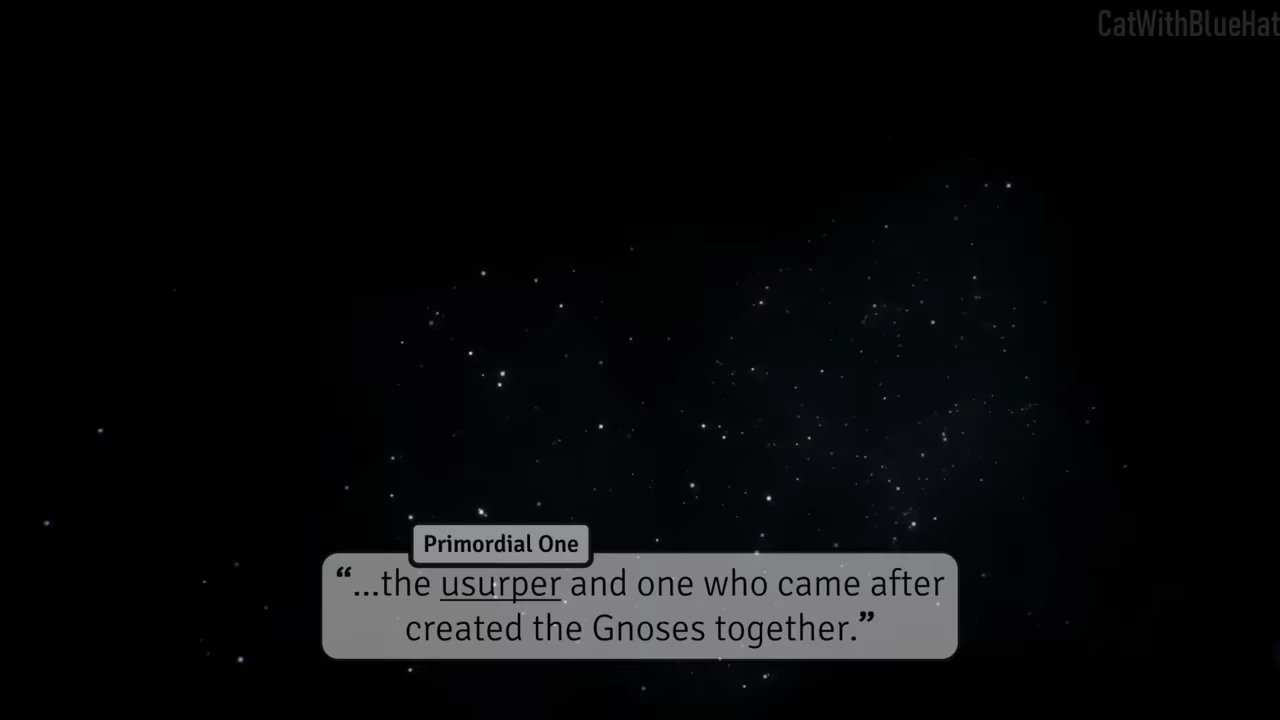 CatWithBlueHat
Primordial One
“...the usurper and one who came after
created the Gnoses together.”